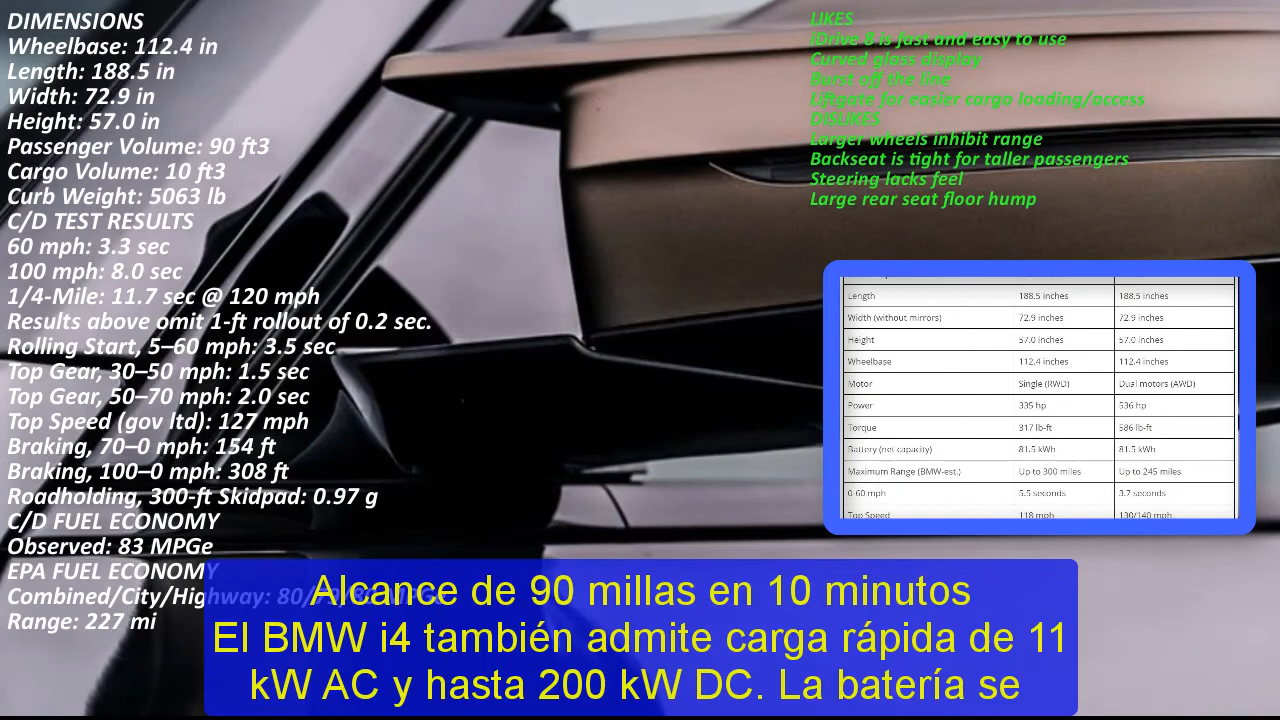 DIMENSIONS
Wheelbase: 112.4 in
Length: 188.5 in
Width: 72.9 in
Height: 57.0 in
Passenger Volume: 90 ft3
Cargo Volume: 10 ft3
Curb Weight: 5063 lb
C/D TEST RESULTS
60 mph: 3.3 sec
100 mph: 8.0 sec
1/4-Mile: 11.7 sec @ 120 mph
Results above omit 1-ft rollout of 0.2 sec.
Rolling Start, 5–60 mph: 3.5 sec
Top Gear, 30–50 mph: 1.5 sec
Top Gear, 50–70 mph: 2.0 sec
Top Speed (gov ltd): 127 mph
Braking, 70–0 mph: 154 ft
Braking, 100–0 mph: 308 ft
Roadholding, 300-ft Skidpad: 0.97 g
C/D FUEL ECONOMY
Observed: 83 MPGe
EPA FUEL ECONOMY
Combined/City/Highway:
Range: 227 mi
LIKES
iDrive 8 is fast and easy to use
Curved glass display
Burst off the line
Liftgate for easier cargo loading/access
DISLIKES
Larger wheels inhibit range
Backseat is tight for taller passengers
Steering lacks feel
Large rear seat floor hump
Length 188.5 inches 188.5 inches
Width (without mirrors) 72.9 inches 72.9 inches
Height 57.0 inches 57.0 inches
Wheelbase 112.4 inches 112.4 inches
Motor Single (RWD) Dual motors (AWD)
Power 335 hp 536 hp
Torque 317 lb-ft 586 lb-ft
Battery (net capacity) 81.5 kWh 81.5 kWh
Maximum Range (BMW-est.) Up to 300 miles Up to 245 miles
0-60 mph 5.5 seconds 3.7 seconds
Top Speed 118 mph 130/140 mph
Alcance de 90 millas en 10 minutos
El BMW i4 también admite carga rápida de 11
kW AC y hasta 200 kW DC. La batería se